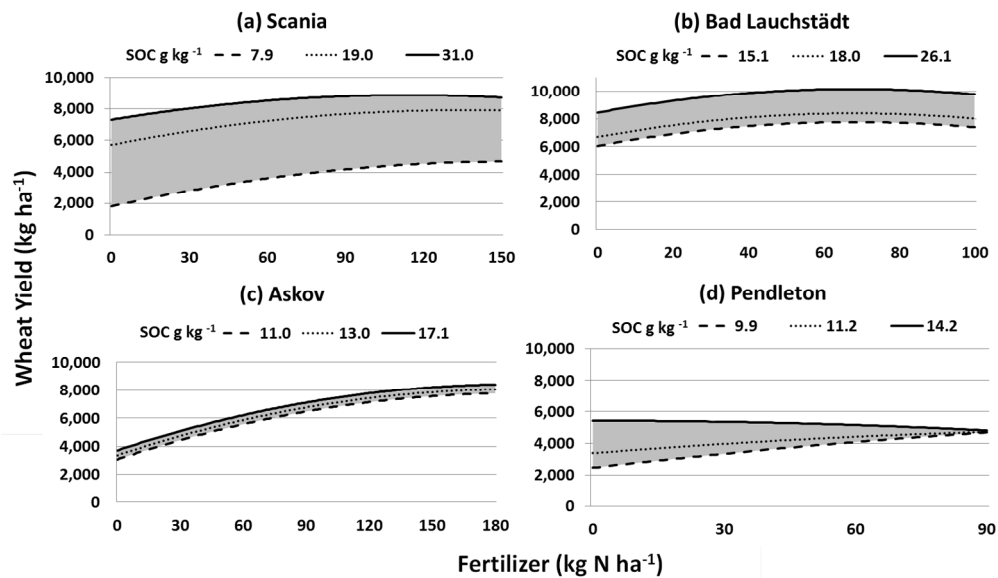 (a) Scania
SOC g kg -1 7.9 19.0 31.0
10,000
8,000
6,000
4,000
2,000
0
0 30 60 90 120 150
(b) Bad Lauchstädt
SOC g kg -1 15.1 18.0 26.1
10,000
8,000
6,000
4,000
2,000
0
0 20 40 60 80 100
(c) Askov
SOC g kg -1 11.0 13.0 17.1
10,000
8,000
6,000
4,000
2,000
0
0 30 60 90 120 150 180
(d) Pendleton
SOC g kg -1 9.9 11.2 14.2
10,000
8,000
6,000
4,000
2,000
0
0 30 60 90
Wheat Yield (kg ha-1)
Fertilizer (kg N ha-1)